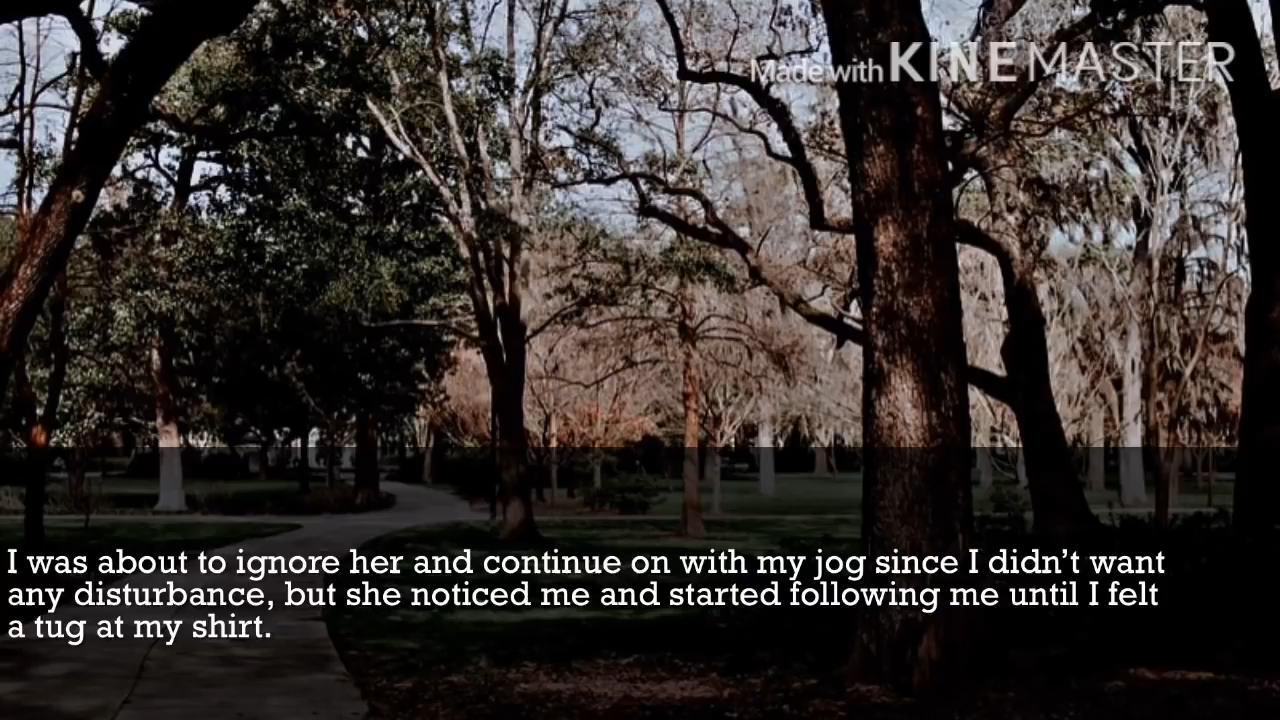 Made with KINEMASTER
I was about to ignore her and continue on with my jog since I didn’t want
any disturbance, but she noticed me and started following me until I felt
a tug at my shirt.